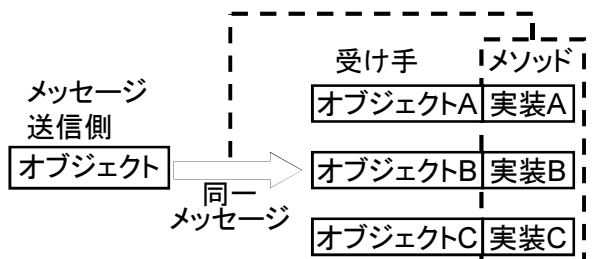 受け手
メソッド
メッセージ
送信側
オブジェクト
同一
メッセージ
オブジェクトA 実装A
オブジェクトB 実装B
オブジェクトC 実装C